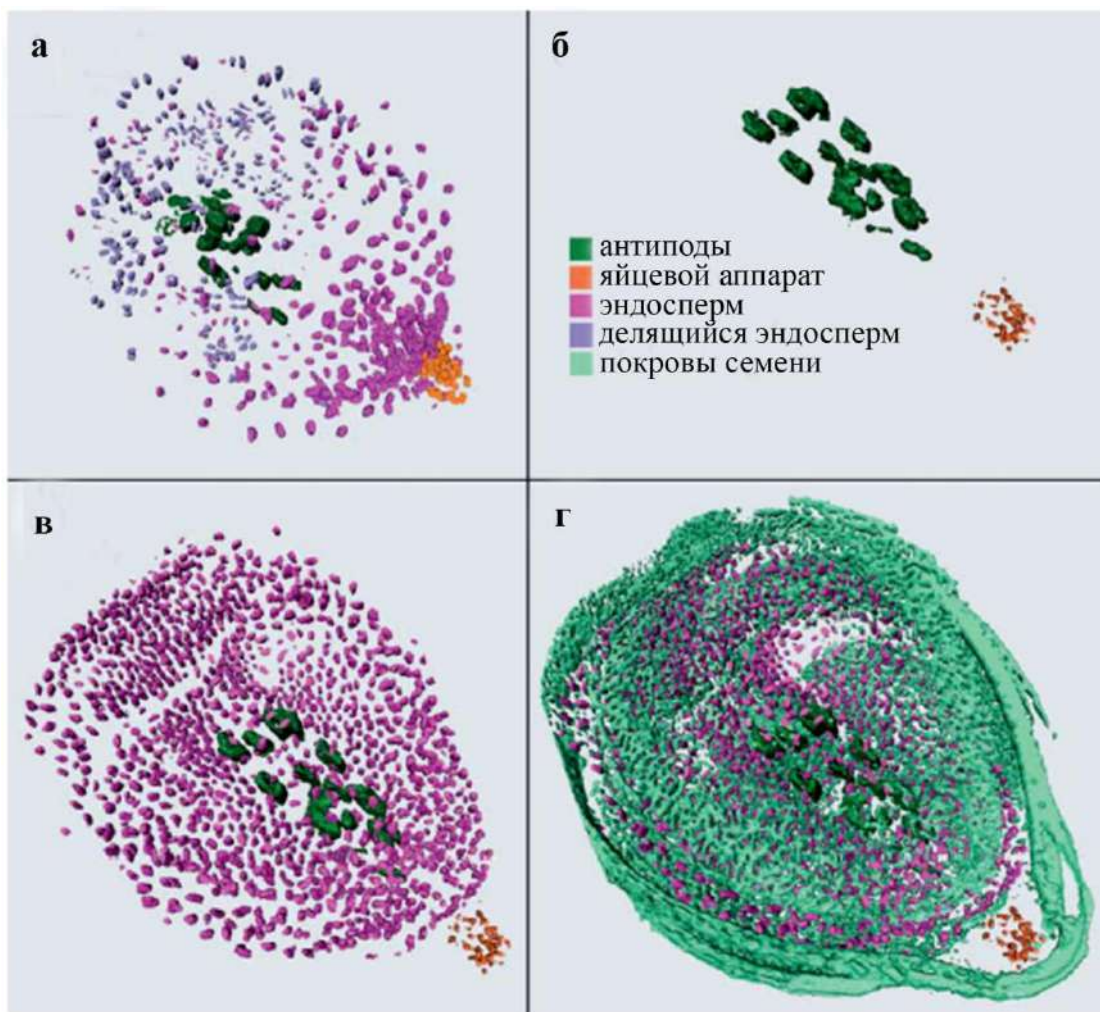 а
б
антиподы
яйцевой аппарат
эндосперм
делящийся эндосперм
покровы семени
в
г